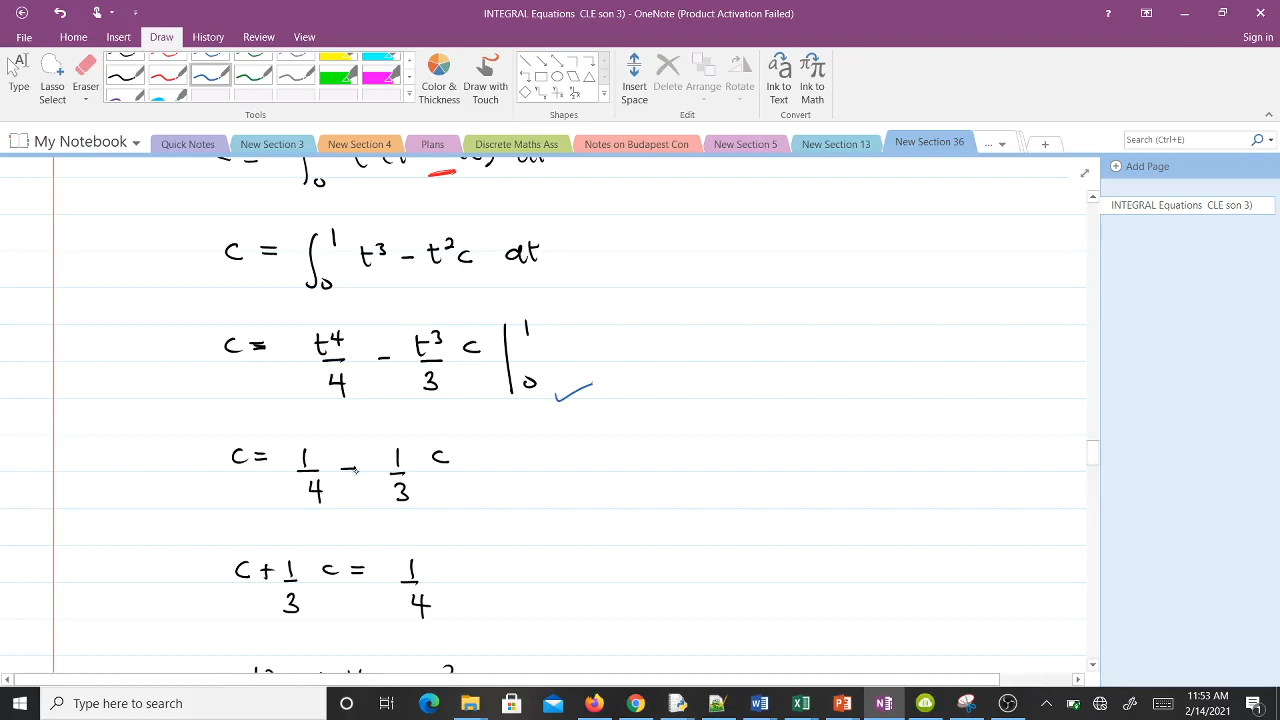 INTEGRAL Equations CLE son 3) - OneNote (Product Activation Failed)
File Home Insert Draw History Review View Sign in
Type Lasso Select Eraser Color & Thickness Draw with Touch Insert Space Delete Arrange Rotate Ink to Text Ink to Math
Tools Shapes Edit Convert
My Notebook Quick Notes New Section 3 New Section 4 Plans Discrete Maths Ass Notes on Budapest Con New Section 5 New Section 13 New Section 36 ... + Search (Ctrl+E)
Add Page
INTEGRAL Equations CLE son 3)
c = ∫₀¹ t³ - t²c dt
c = t⁴/4 - t³/3 c |₀¹
c = 1/4 - 1/3 c
c + 1/3 c = 1/4
Type here to search
11:53 AM
2/14/2021